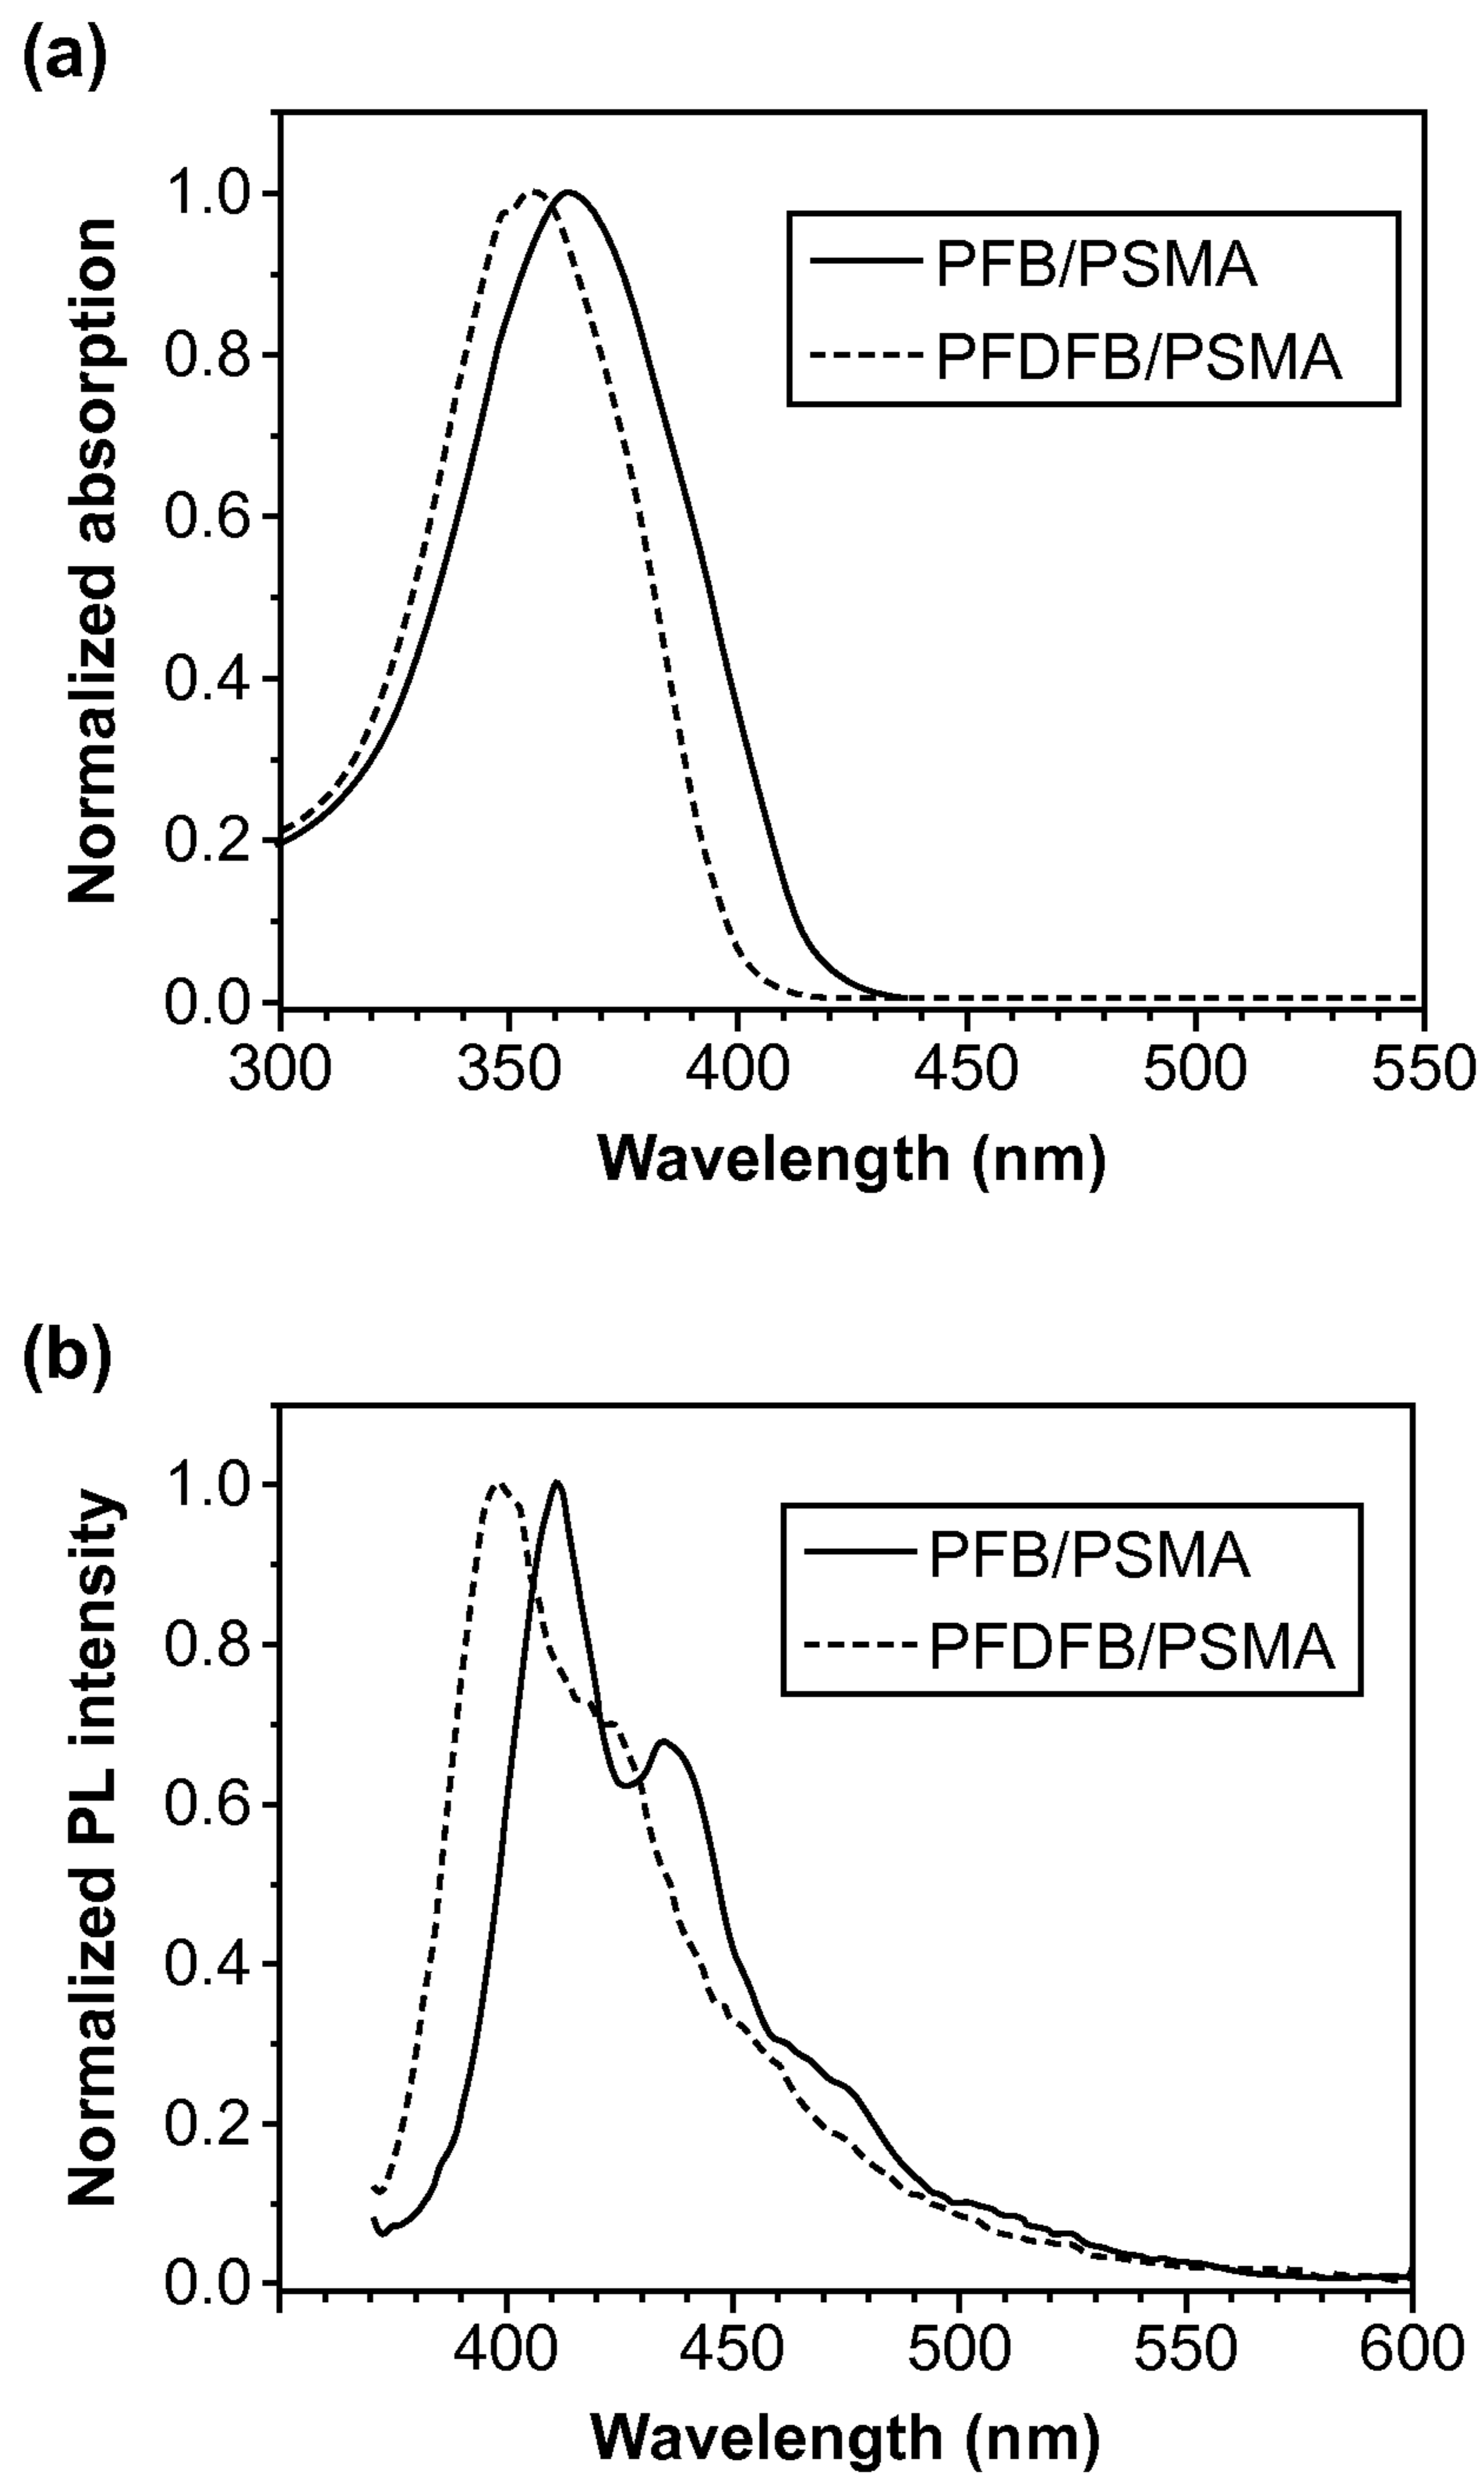 (a)
Normalized absorption
1.0
0.8
0.6
0.4
0.2
0.0
PFB/PSMA
PFDFB/PSMA
300 350 400 450 500 550
Wavelength (nm)
(b)
Normalized PL intensity
1.0
0.8
0.6
0.4
0.2
0.0
PFB/PSMA
PFDFB/PSMA
400 450 500 550 600
Wavelength (nm)